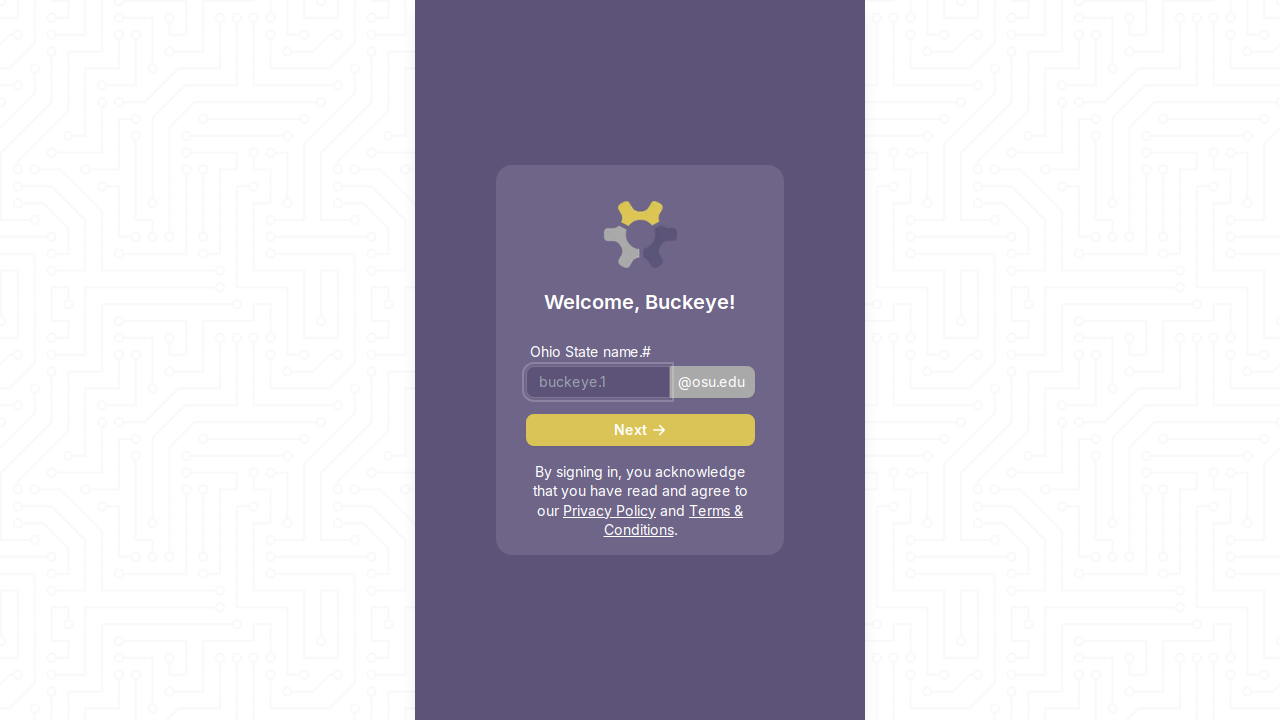 Welcome, Buckeye!
Ohio State name.#
buckeye.1 @osu.edu
Next →
By signing in, you acknowledge
that you have read and agree to
our Privacy Policy and Terms &
Conditions.